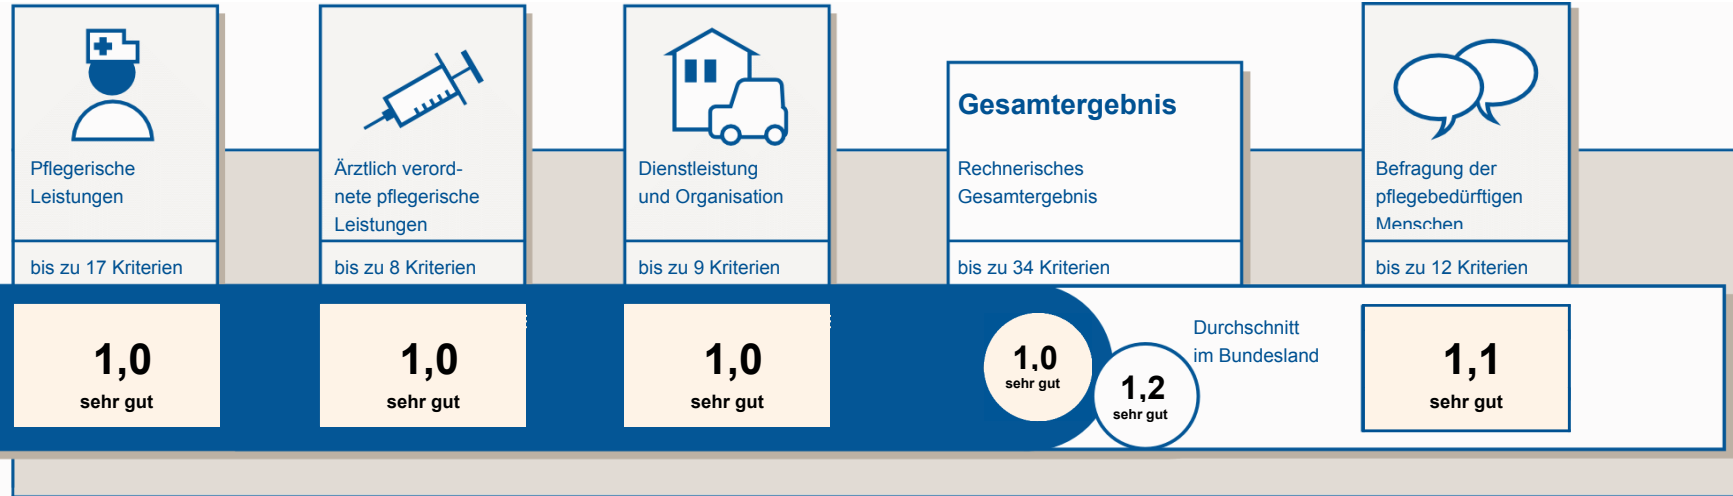 Pflegerische
Leistungen
bis zu 17 Kriterien
1,0
sehr gut
Ärztlich verord-
nete pflegerische
Leistungen
bis zu 8 Kriterien
1,0
sehr gut
Dienstleistung
und Organisation
bis zu 9 Kriterien
1,0
sehr gut
Gesamtergebnis
Rechnerisches
Gesamtergebnis
bis zu 34 Kriterien
1,0
sehr gut
1,2
sehr gut
Durchschnitt
im Bundesland
Befragung der
pflegebedürftigen
Menschen
bis zu 12 Kriterien
1,1
sehr gut